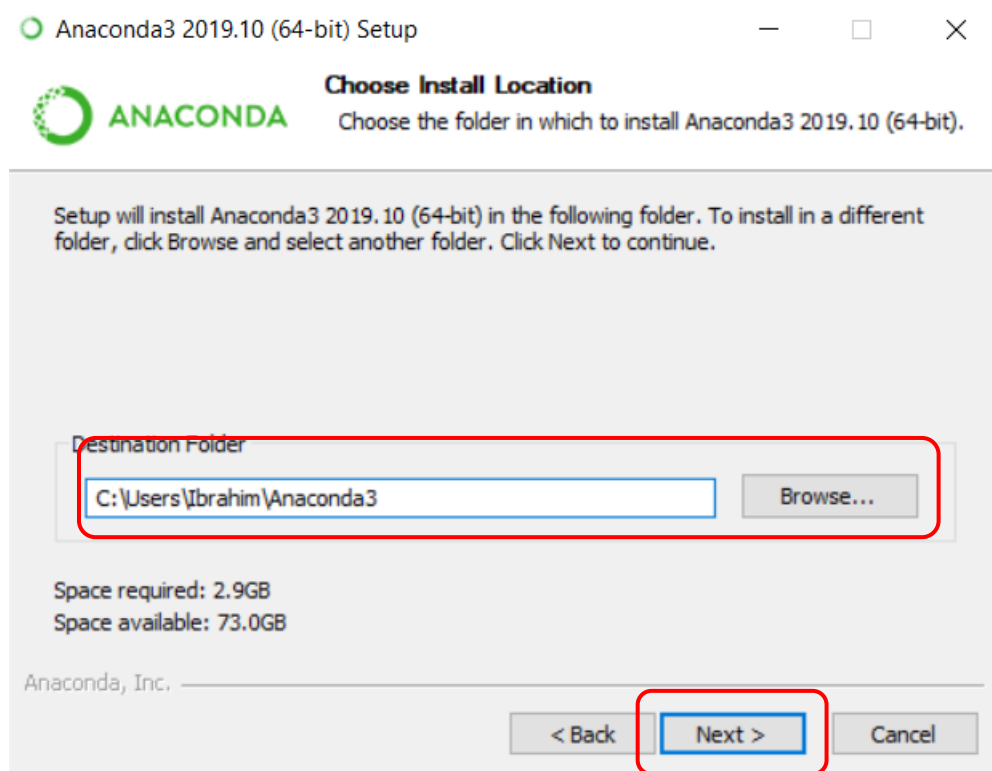 Anaconda3 2019.10 (64-bit) Setup
ANACONDA
Choose Install Location
Choose the folder in which to install Anaconda3 2019.10 (64-bit).
Setup will install Anaconda3 2019.10 (64-bit) in the following folder. To install in a different
folder, click Browse and select another folder. Click Next to continue.
Destination Folder
C:\Users\Ibrahim\Anaconda3
Browse...
Space required: 2.9GB
Space available: 73.0GB
Anaconda, Inc.
< Back
Next >
Cancel